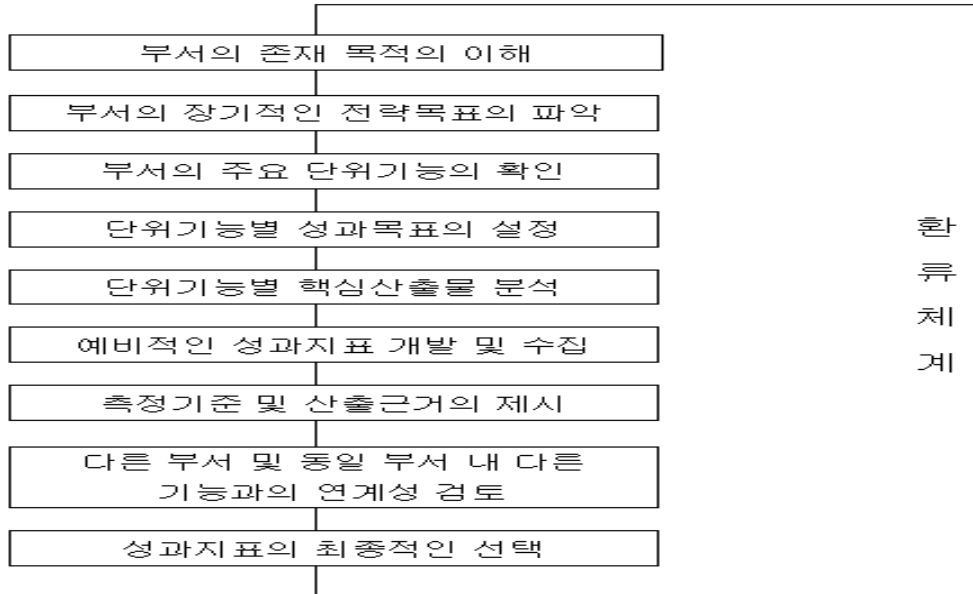 부서의 존재 목적의 이해
부서의 장기적인 전략목표의 파악
부서의 주요 단위기능의 확인
단위기능별 성과목표의 설정
단위기능별 핵심산출물 분석
예비적인 성과지표 개발 및 수집
측정기준 및 산출근거의 제시
다른 부서 및 동일 부서 내 다른
기능과의 연계성 검토
성과지표의 최종적인 선택
환
류
체
계